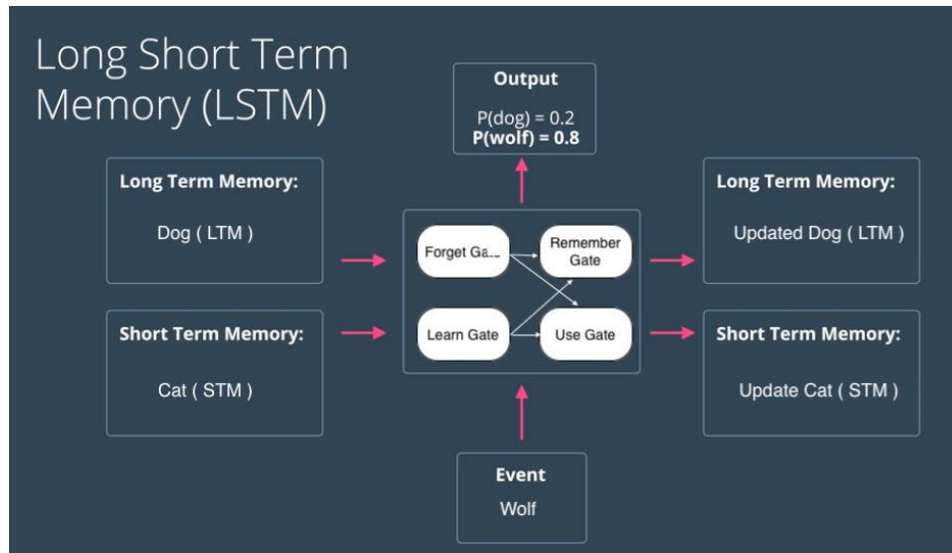 Long Short Term
Memory (LSTM)
Output
P(dog) = 0.2
P(wolf) = 0.8
Long Term Memory:
Dog ( LTM )
Short Term Memory:
Cat ( STM )
Forget Ga
Remember
Gate
Learn Gate
Use Gate
Long Term Memory:
Updated Dog ( LTM )
Short Term Memory:
Update Cat ( STM )
Event
Wolf